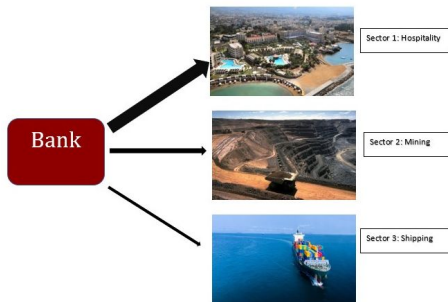 Sector 1: Hospitality
Bank
Sector 2: Mining
Sector 3: Shipping